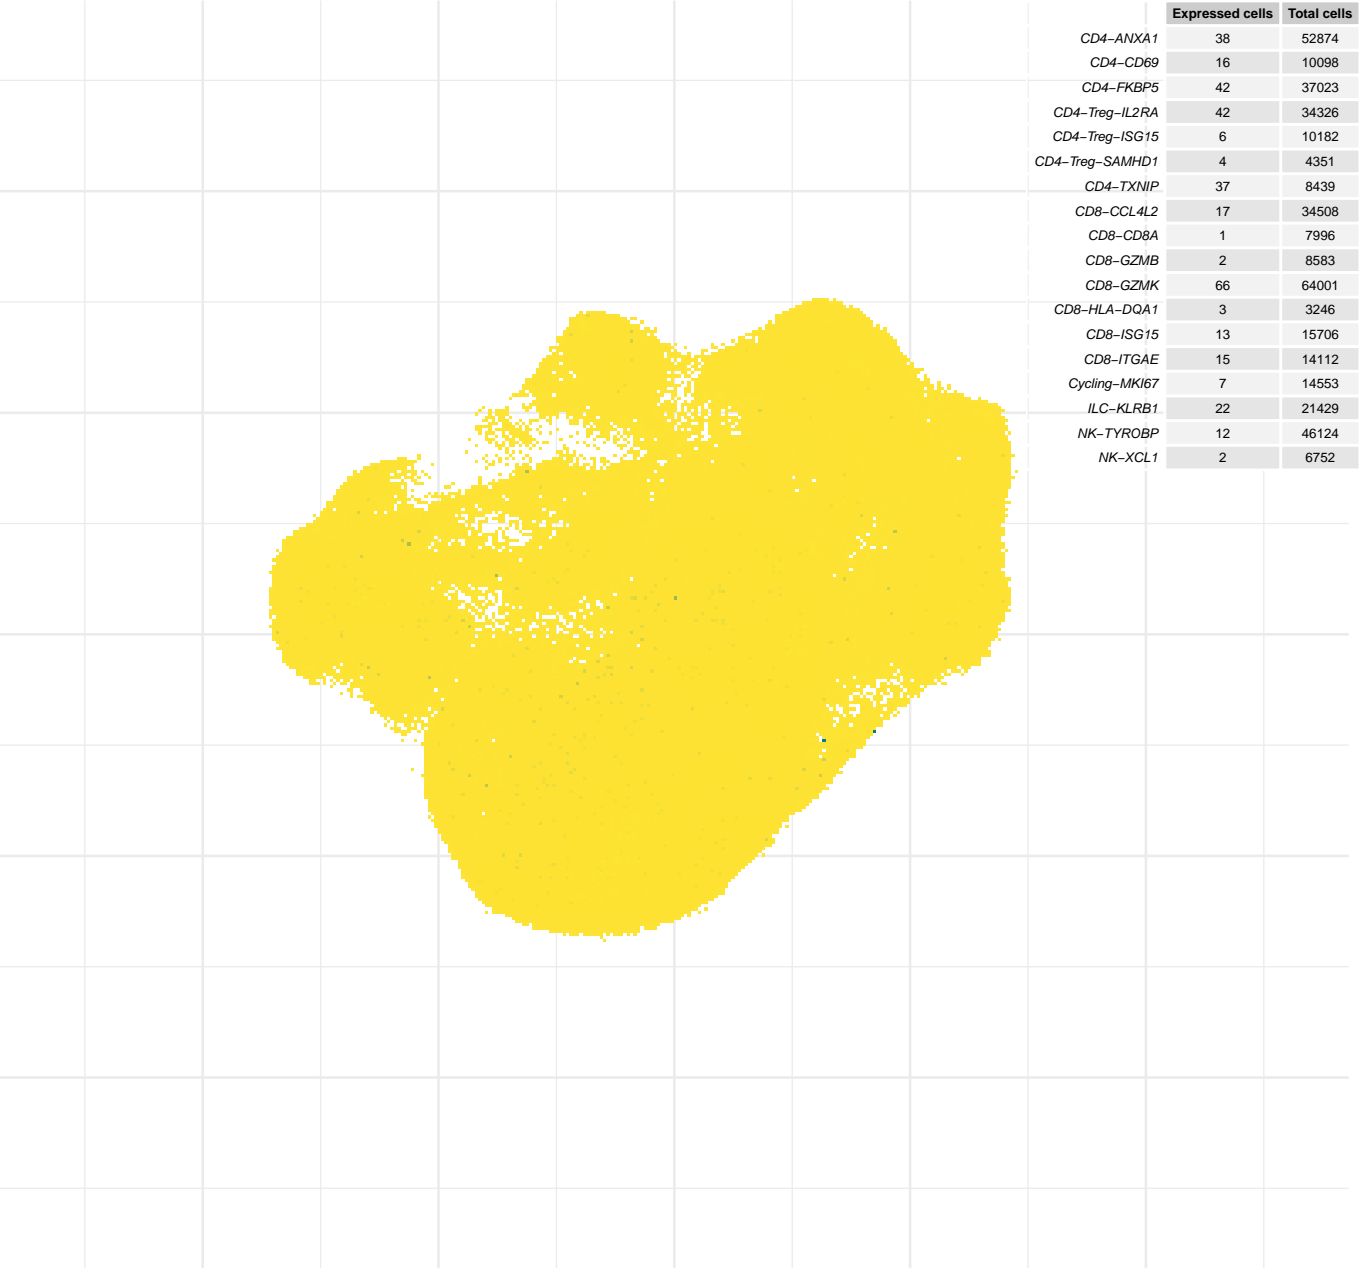 Expressed cells Total cells
CD4−ANXA1 38 52874
CD4−CD69 16 10098
CD4−FKBP5 42 37023
CD4−Treg−IL2RA 42 34326
CD4−Treg−ISG15 6 10182
CD4−Treg−SAMHD1 4 4351
CD4−TXNIP 37 8439
CD8−CCL4L2 17 34508
CD8−CD8A 1 7996
CD8−GZMB 2 8583
CD8−GZMK 66 64001
CD8−HLA−DQA1 3 3246
CD8−ISG15 13 15706
CD8−ITGAE 15 14112
Cycling−MKI67 7 14553
ILC−KLRB1 22 21429
NK−TYROBP 12 46124
NK−XCL1 2 6752